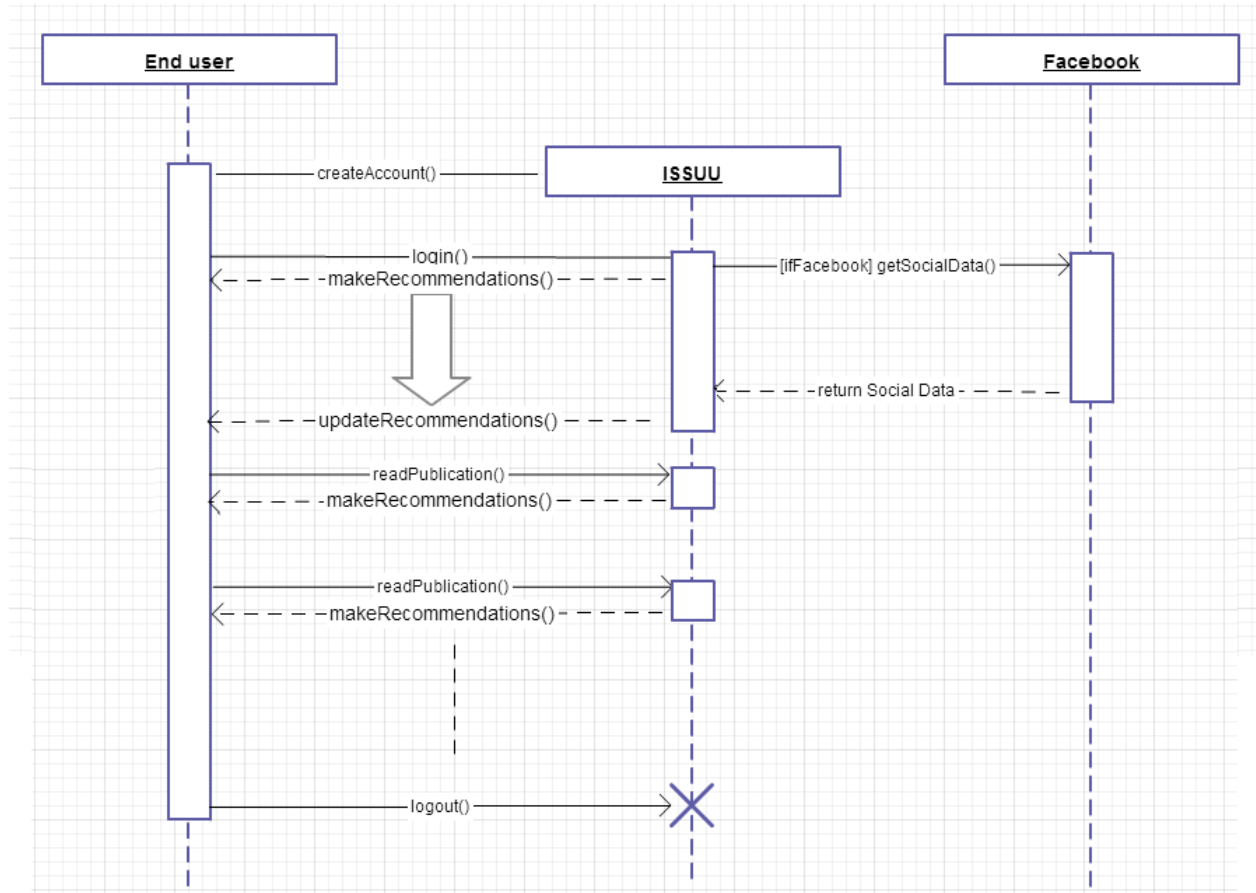 End user
Facebook
createAccount()
ISSUU
login()
[ifFacebook] getSocialData()
makeRecommendations()
return Social Data
updateRecommendations()
readPublication()
makeRecommendations()
readPublication()
makeRecommendations()
logout()